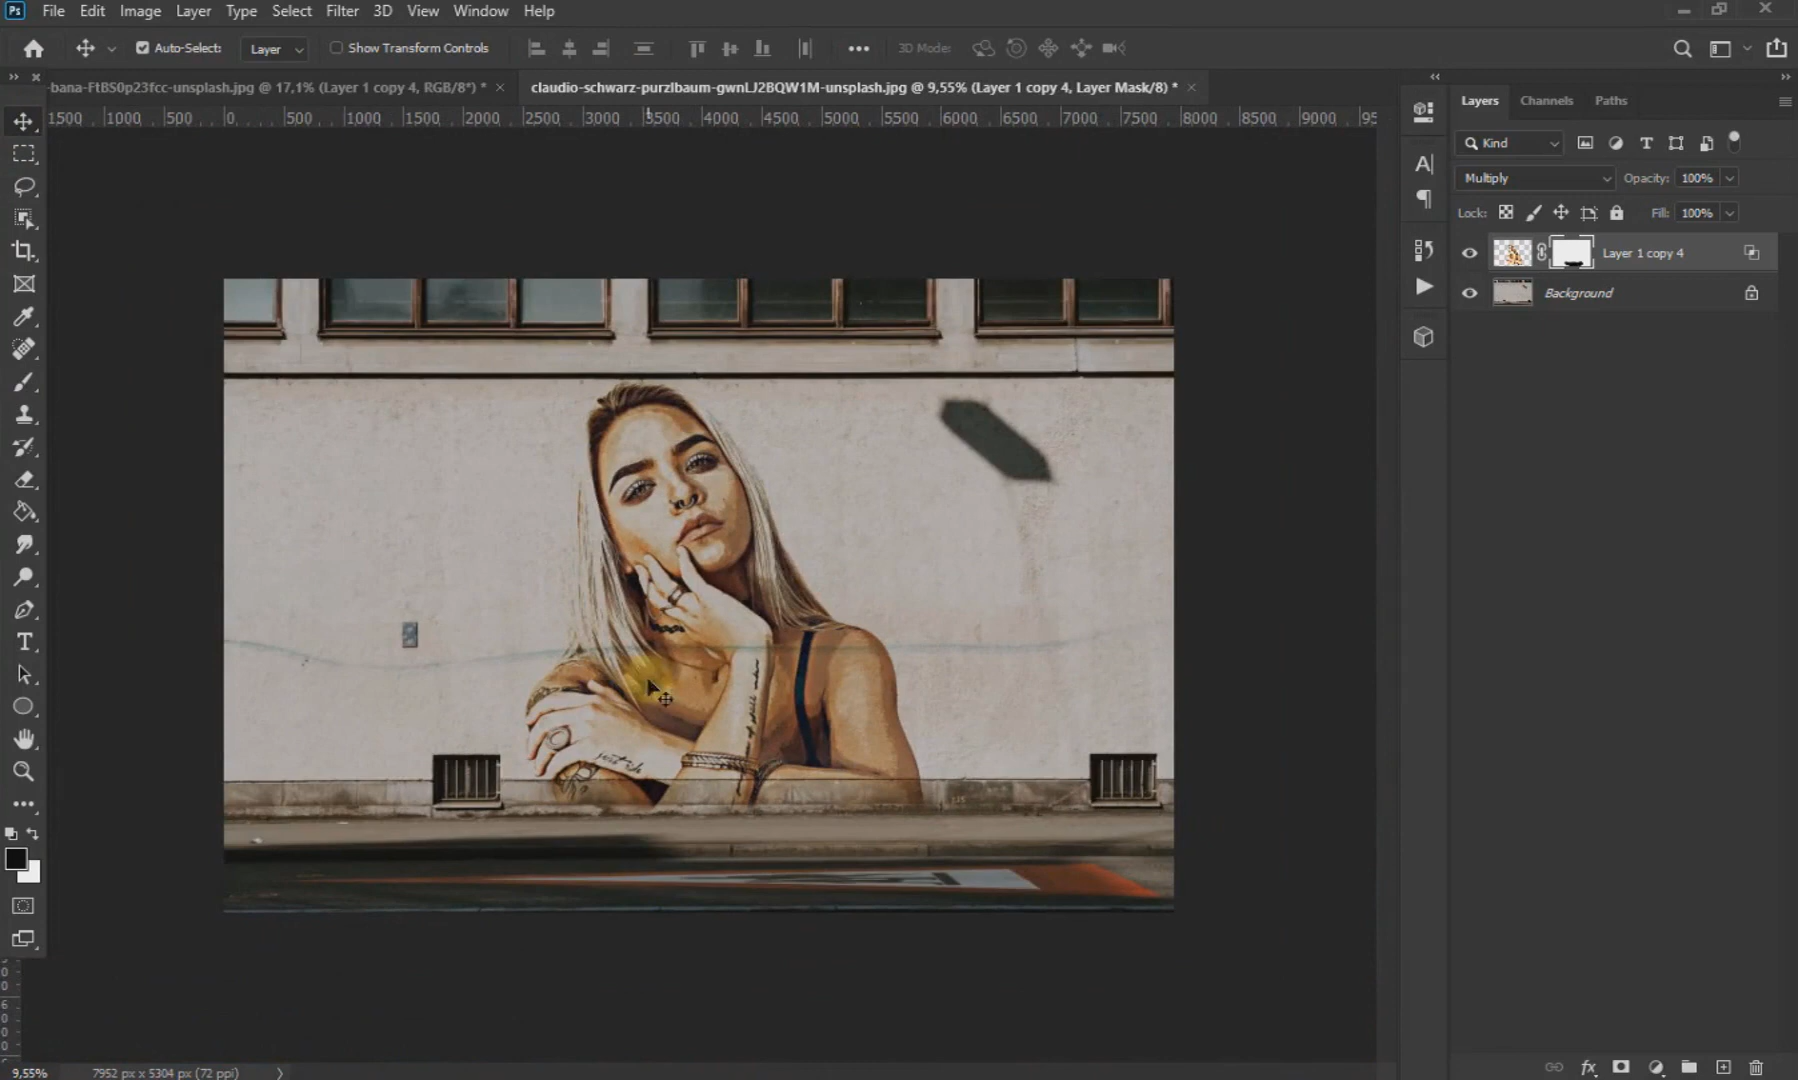 Ps File Edit Image Layer Type Select Filter 3D View Window Help
Auto-Select: Layer Show Transform Controls 3D Mode:
-bana-FtBS0p23fcc-unsplash.jpg @ 17,1% (Layer 1 copy 4, RGB/8*) *
claudio-schwarz-purzlbaum-gwnLJ2BQW1M-unsplash.jpg @ 9,55% (Layer 1 copy 4, Layer Mask/8) *
1500 1000 500 0 500 1000 1500 2000 2500 3000 3500 4000 4500 5000 5500 6000 6500 7000 7500 8000 8500 9000 95
Layers Channels Paths
Kind
Multiply Opacity: 100%
Lock: Fill: 100%
Layer 1 copy 4
Background
9,55% 7952 px x 5304 px (72 ppi)